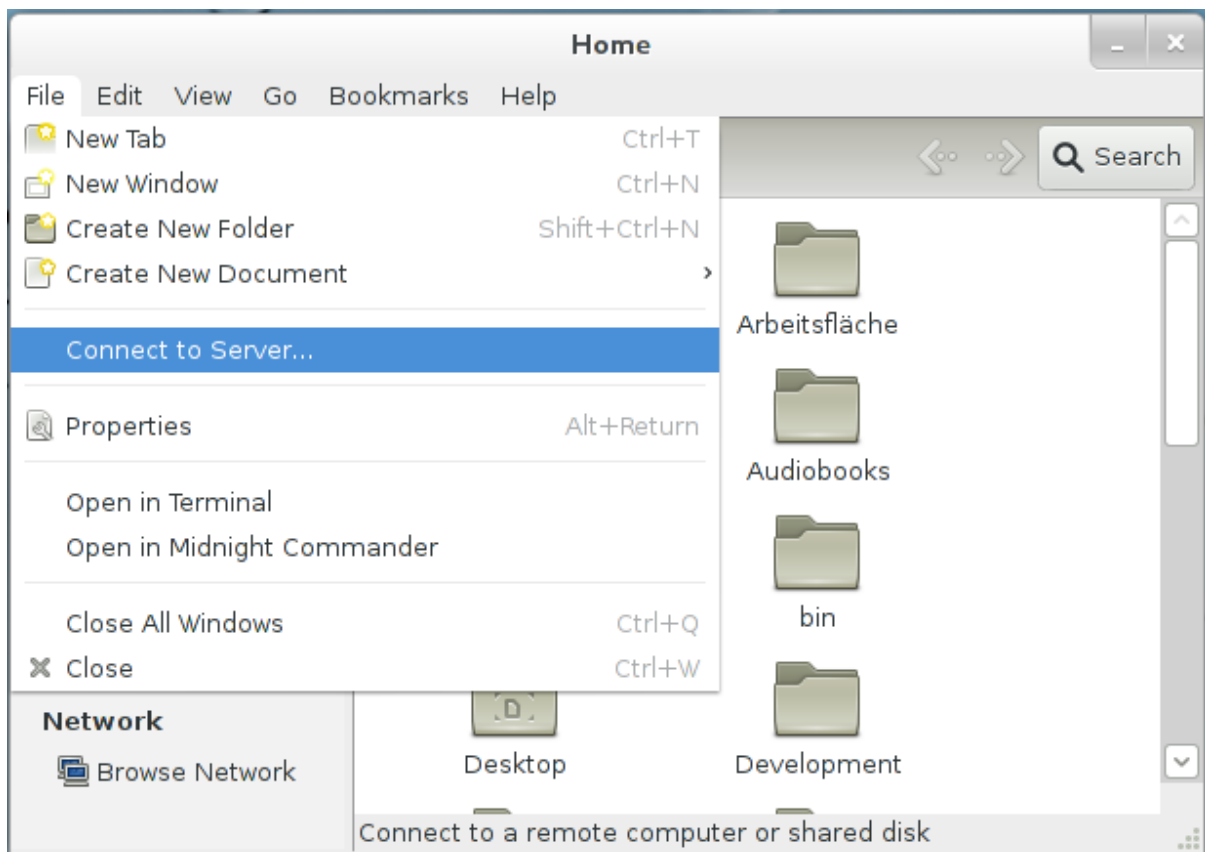 Home
File Edit View Go Bookmarks Help
New Tab Ctrl+T
New Window Ctrl+N
Create New Folder Shift+Ctrl+N
Create New Document
Connect to Server...
Properties Alt+Return
Open in Terminal
Open in Midnight Commander
Close All Windows Ctrl+Q
Close Ctrl+W
Search
Arbeitsfläche
Audiobooks
bin
Network
Browse Network
Desktop Development
Connect to a remote computer or shared disk